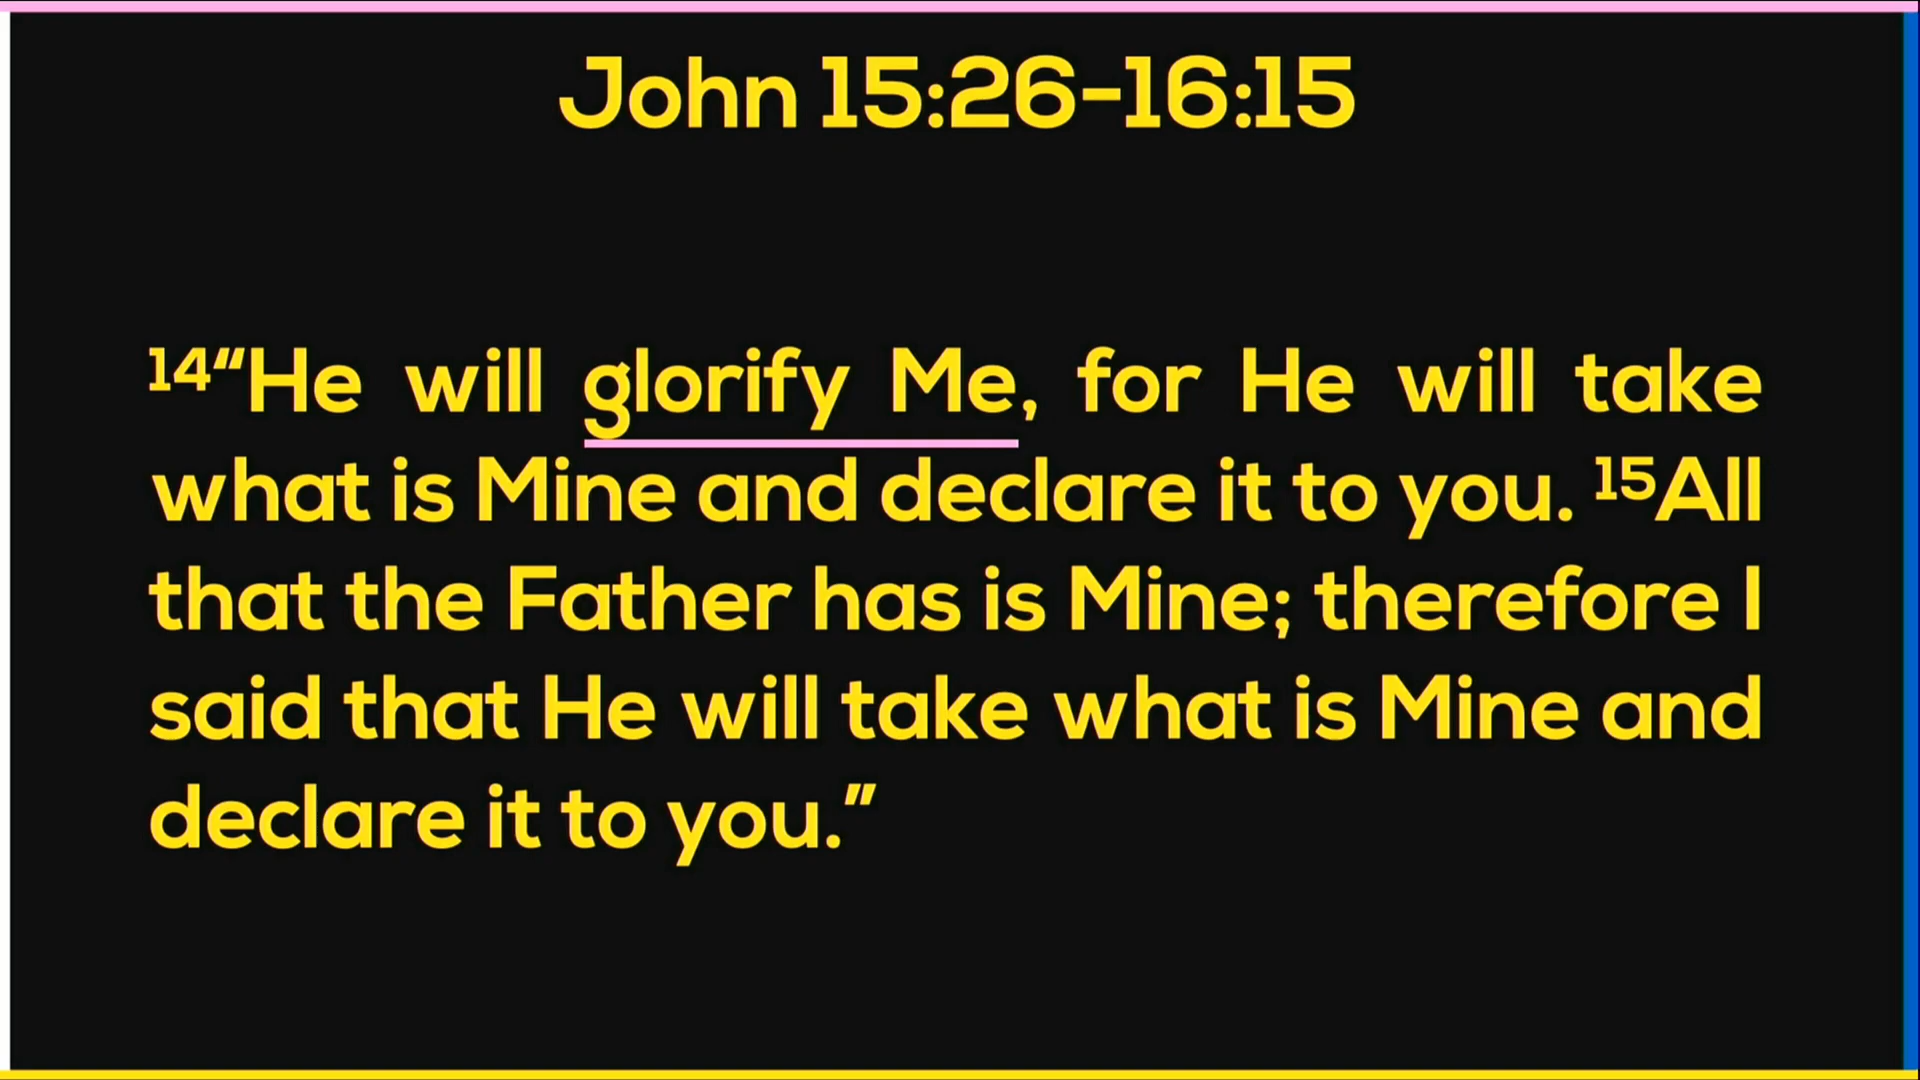 John 15:26-16:15
¹⁴“He will glorify Me, for He will take
what is Mine and declare it to you. ¹⁵All
that the Father has is Mine; therefore I
said that He will take what is Mine and
declare it to you.”